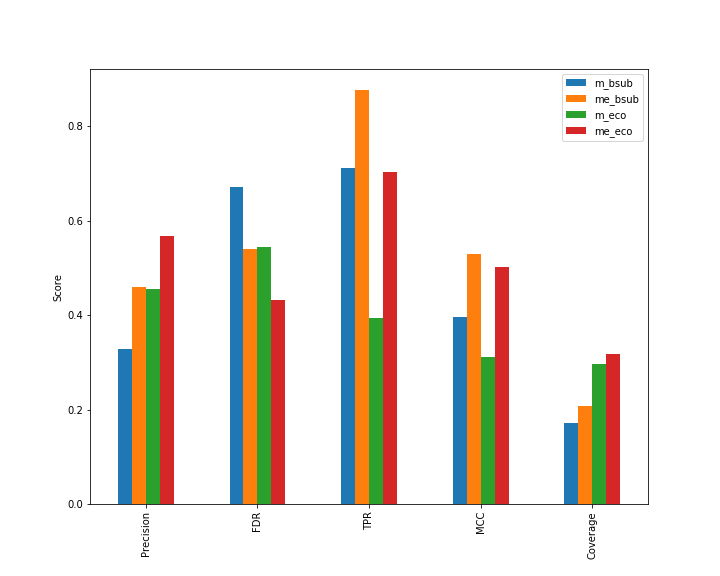 m_bsub
me_bsub
m_eco
me_eco
Score
0.8
0.6
0.4
0.2
0.0
Precision
FDR
TPR
MCC
Coverage